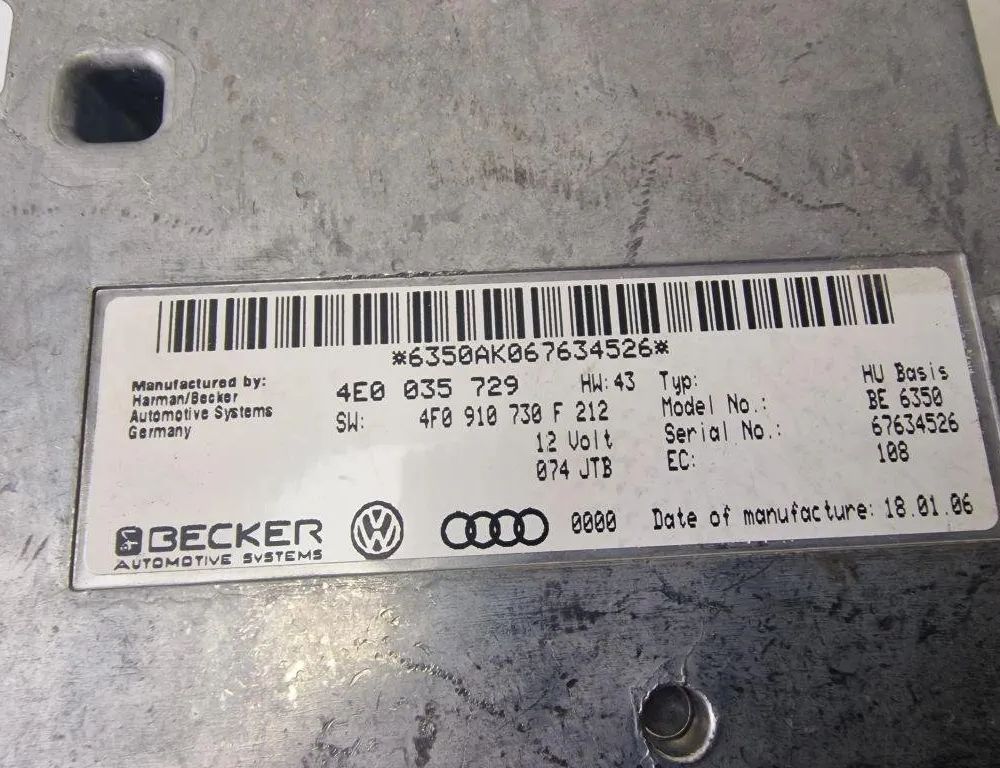 *6350AK067634526*
Manufactured by:
Harman/Becker
Automotive Systems
Germany
4E0 035 729 HW: 43
SW: 4F0 910 730 F 212
12 Volt
074 JTB
Typ: HU Basis
Model No.: BE 6350
Serial No.: 67634526
EC: 108
BECKER
AUTOMOTIVE SYSTEMS
VW
0000 Date of manufacture: 18.01.06